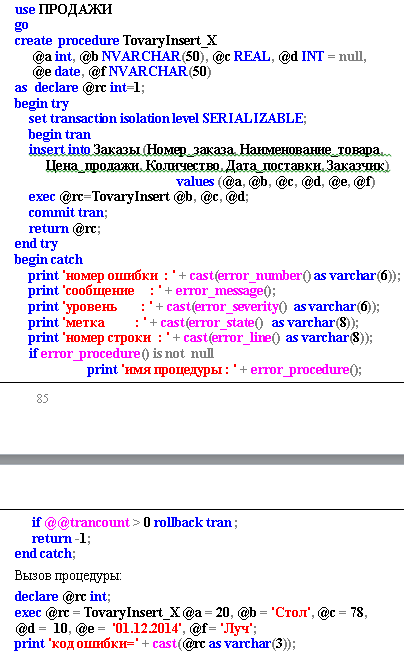 use ПРОДАЖИ
go
create procedure TovaryInsert_X
@a int, @b NVARCHAR(50), @c REAL, @d INT = null,
@e date, @f NVARCHAR(50)
as declare @rc int=1;
begin try
set transaction isolation level SERIALIZABLE;
begin tran
insert into Заказы (Номер_заказа, Наименование_товара,
Цена_продажи, Количество, Дата_поставки, Заказчик)
values (@a, @b, @c, @d, @e, @f)
exec @rc=TovaryInsert @b, @c, @d;
commit tran;
return @rc;
end try
begin catch
print 'номер ошибки : ' + cast(error_number() as varchar(6));
print 'сообщение : ' + error_message();
print 'уровень : ' + cast(error_severity() as varchar(6));
print 'метка : ' + cast(error_state() as varchar(8));
print 'номер строки : ' + cast(error_line() as varchar(8));
if error_procedure() is not null
print 'имя процедуры : ' + error_procedure();
85
if @@trancount > 0 rollback tran ;
return -1;
end catch;
Вызов процедуры:
declare @rc int;
exec @rc = TovaryInsert_X @a = 20, @b = 'Стол', @c = 78,
@d = 10, @e = '01.12.2014', @f = 'Луч';
print 'код ошибки=' + cast(@rc as varchar(3));